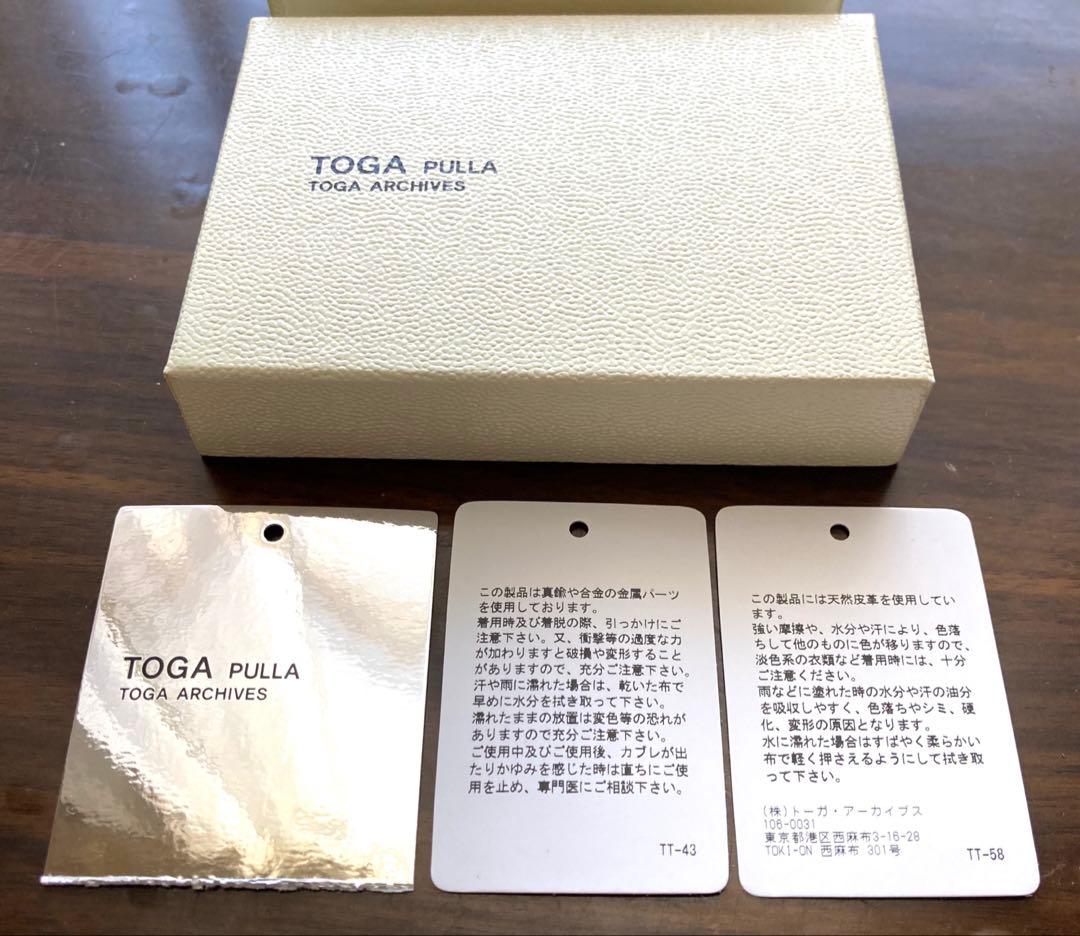 TOGA PULLA
TOGA ARCHIVES
TOGA PULLA
TOGA ARCHIVES
この製品は真鍮や合金の金属パーツ
を使用しております。
着用時及び着脱の際、引っかけにご
注意下さい。又、衝撃等の過度な力
が加わりますと破損や変形すること
がありますので、充分ご注意下さい。
汗や雨に濡れた場合は、乾いた布で
早めに水分を拭き取って下さい。
濡れたままの放置は変色等の恐れが
ありますので充分ご注意下さい。
ご使用中及びご使用後、カブレが出
たりかゆみを感じた時は直ちにご使
用を止め、専門医にご相談下さい。
TT-43
この製品には天然皮革を使用してい
ます。
強い摩擦や、水分や汗により、色落
ちして他のものに色が移りますので、
淡色系の衣類など着用時には、十分
ご注意ください。
雨などに塗れた時の水分や汗の油分
を吸収しやすく、色落ちやシミ、硬
化、変形の原因となります。
水に濡れた場合はすばやく柔らかい
布で軽く押さえるようにして拭き取
って下さい。
(株)トーガ・アーカイブス
106-0031
東京都港区西麻布3-16-28
TOKI-ON 西麻布 301号
TT-58